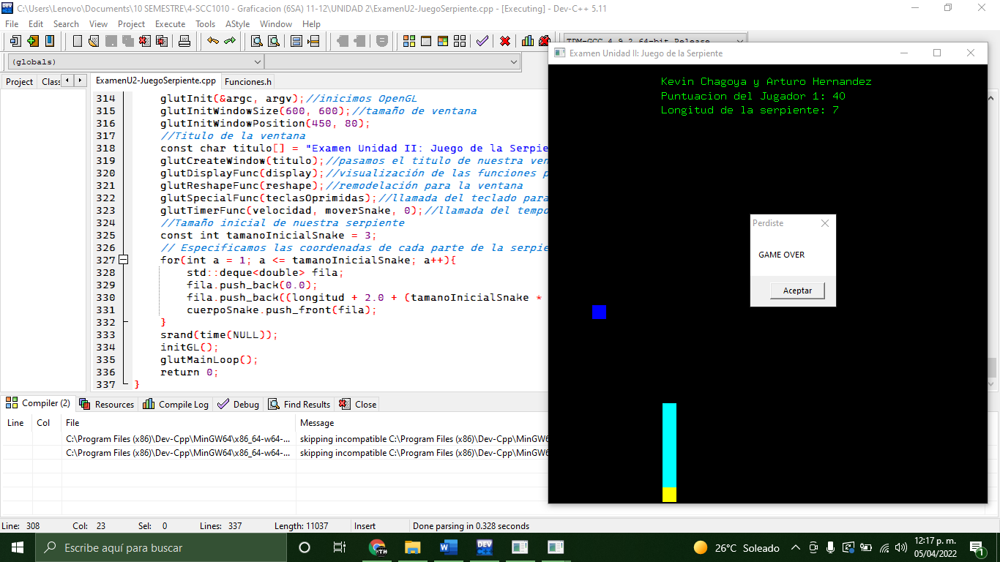 C:\Users\Lenovo\Documents\10 SEMESTRE\4-SCC1010 - Graficacion (6SA) 11-12\UNIDAD 2\ExamenU2-JuegoSerpiente.cpp - [Executing] - Dev-C++ 5.11
File Edit Search View Project Execute Tools AStyle Window Help
TDM-GCC 4.9.2 64-bit Release
(globals)
Project Clas ExamenU2-JuegoSerpiente.cpp Funciones.h
314 glutInit(&argc, argv);//inicimos OpenGL
315 glutInitWindowSize(600, 600);//tamaño de ventana
316 glutInitWindowPosition(450, 80);
317 //Titulo de la ventana
318 const char titulo[] = "Examen Unidad II: Juego de la Serpie
319 glutCreateWindow(titulo);//pasamos el titulo de nuestra ven
320 glutDisplayFunc(display);//visualización de las funciones p
321 glutReshapeFunc(reshape);//remodelación para la ventana
322 glutSpecialFunc(teclasOprimidas);//llamada del teclado para
323 glutTimerFunc(velocidad, moverSnake, 0);//llamada del tempo
324 //Tamaño inicial de nuestra serpiente
325 const int tamanoInicialSnake = 3;
326 // Especificamos las coordenadas de cada parte de la serpie
327 for(int a = 1; a <= tamanoInicialSnake; a++){
328 std::deque<double> fila;
329 fila.push_back(0.0);
330 fila.push_back((longitud + 2.0 + (tamanoInicialSnake *
331 cuerpoSnake.push_front(fila);
332 }
333 srand(time(NULL));
334 initGL();
335 glutMainLoop();
336 return 0;
337 }
Examen Unidad II: Juego de la Serpiente
Kevin Chagoya y Arturo Hernandez
Puntuacion del Jugador 1: 40
Longitud de la serpiente: 7
Perdiste
GAME OVER
Aceptar
Compiler (2) Resources Compile Log Debug Find Results Close
Line Col File Message
C:\Program Files (x86)\Dev-Cpp\MinGW64\x86_64-w64-... skipping incompatible C:\Program Files (x86)\Dev-Cpp\MinGW6
C:\Program Files (x86)\Dev-Cpp\MinGW64\x86_64-w64-... skipping incompatible C:\Program Files (x86)\Dev-Cpp\MinGW6
Line: 308 Col: 23 Sel: 0 Lines: 337 Length: 11037 Insert Done parsing in 0.328 seconds
Escribe aquí para buscar
DEV
26°C Soleado
12:17 p. m.
05/04/2022
1